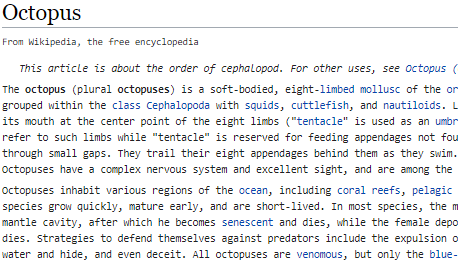 Octopus
From Wikipedia, the free encyclopedia
This article is about the order of cephalopod. For other uses, see Octopus (
The octopus (plural octopuses) is a soft-bodied, eight-limbed mollusc of the or
grouped within the class Cephalopoda with squids, cuttlefish, and nautiloids. L
its mouth at the center point of the eight limbs ("tentacle" is used as an umbr
refer to such limbs while "tentacle" is reserved for feeding appendages not fou
through small gaps. They trail their eight appendages behind them as they swim.
Octopuses have a complex nervous system and excellent sight, and are among the
Octopuses inhabit various regions of the ocean, including coral reefs, pelagic
species grow quickly, mature early, and are short-lived. In most species, the m
mantle cavity, after which he becomes senescent and dies, while the female depo
dies. Strategies to defend themselves against predators include the expulsion o
water and hide, and even deceit. All octopuses are venomous, but only the blue-